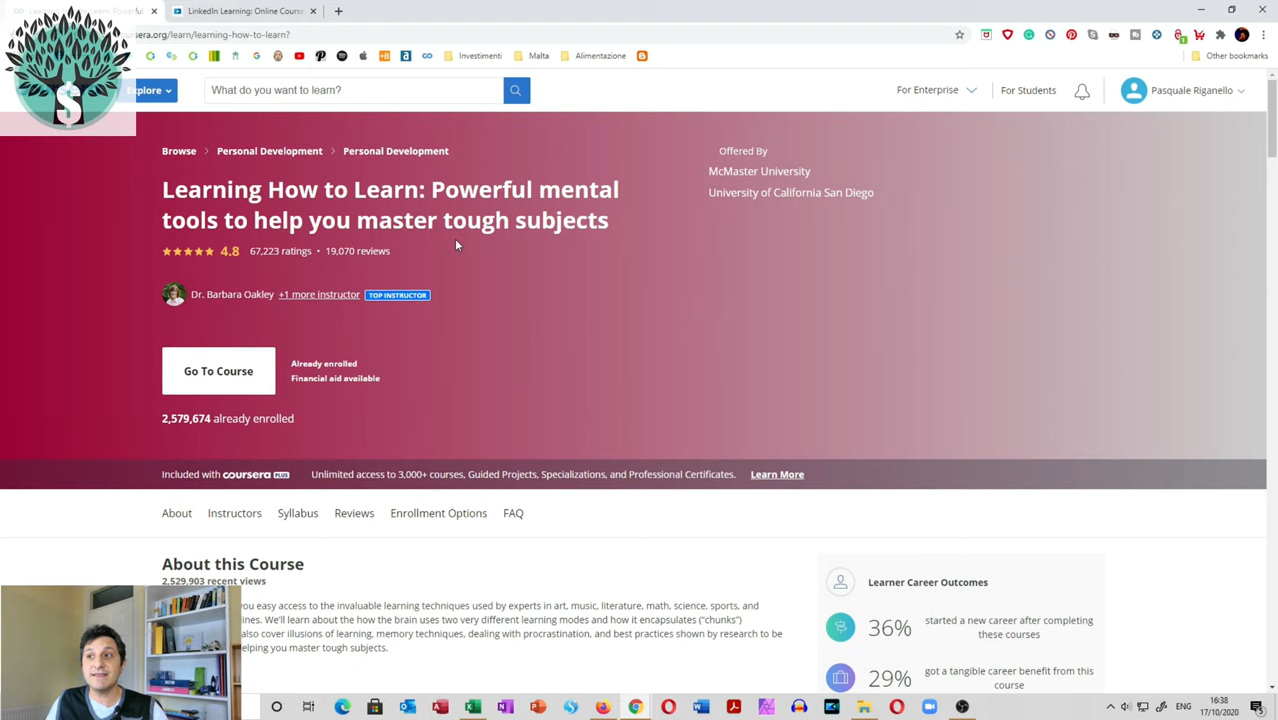 Learning How to Learn: Powerful
LinkedIn Learning: Online Course
sera.org/learn/learning-how-to-learn?
Investimenti
Malta
Alimentazione
Other bookmarks
Explore
What do you want to learn?
For Enterprise
For Students
Pasquale Riganello
$
Browse
Personal Development
Personal Development
Offered By
McMaster University
University of California San Diego
Learning How to Learn: Powerful mental
tools to help you master tough subjects
4.8
67,223 ratings • 19,070 reviews
Dr. Barbara Oakley
+1 more instructor
TOP INSTRUCTOR
Go To Course
Already enrolled
Financial aid available
2,579,674 already enrolled
Included with coursera PLUS
Unlimited access to 3,000+ courses, Guided Projects, Specializations, and Professional Certificates.
Learn More
About
Instructors
Syllabus
Reviews
Enrollment Options
FAQ
About this Course
2,529,903 recent views
you easy access to the invaluable learning techniques used by experts in art, music, literature, math, science, sports, and
lines. We'll learn about the how the brain uses two very different learning modes and how it encapsulates ("chunks")
also cover illusions of learning, memory techniques, dealing with procrastination, and best practices shown by research to be
helping you master tough subjects.
Learner Career Outcomes
36%
started a new career after completing
these courses
29%
got a tangible career benefit from this
course
ENG
16:38
17/10/2020